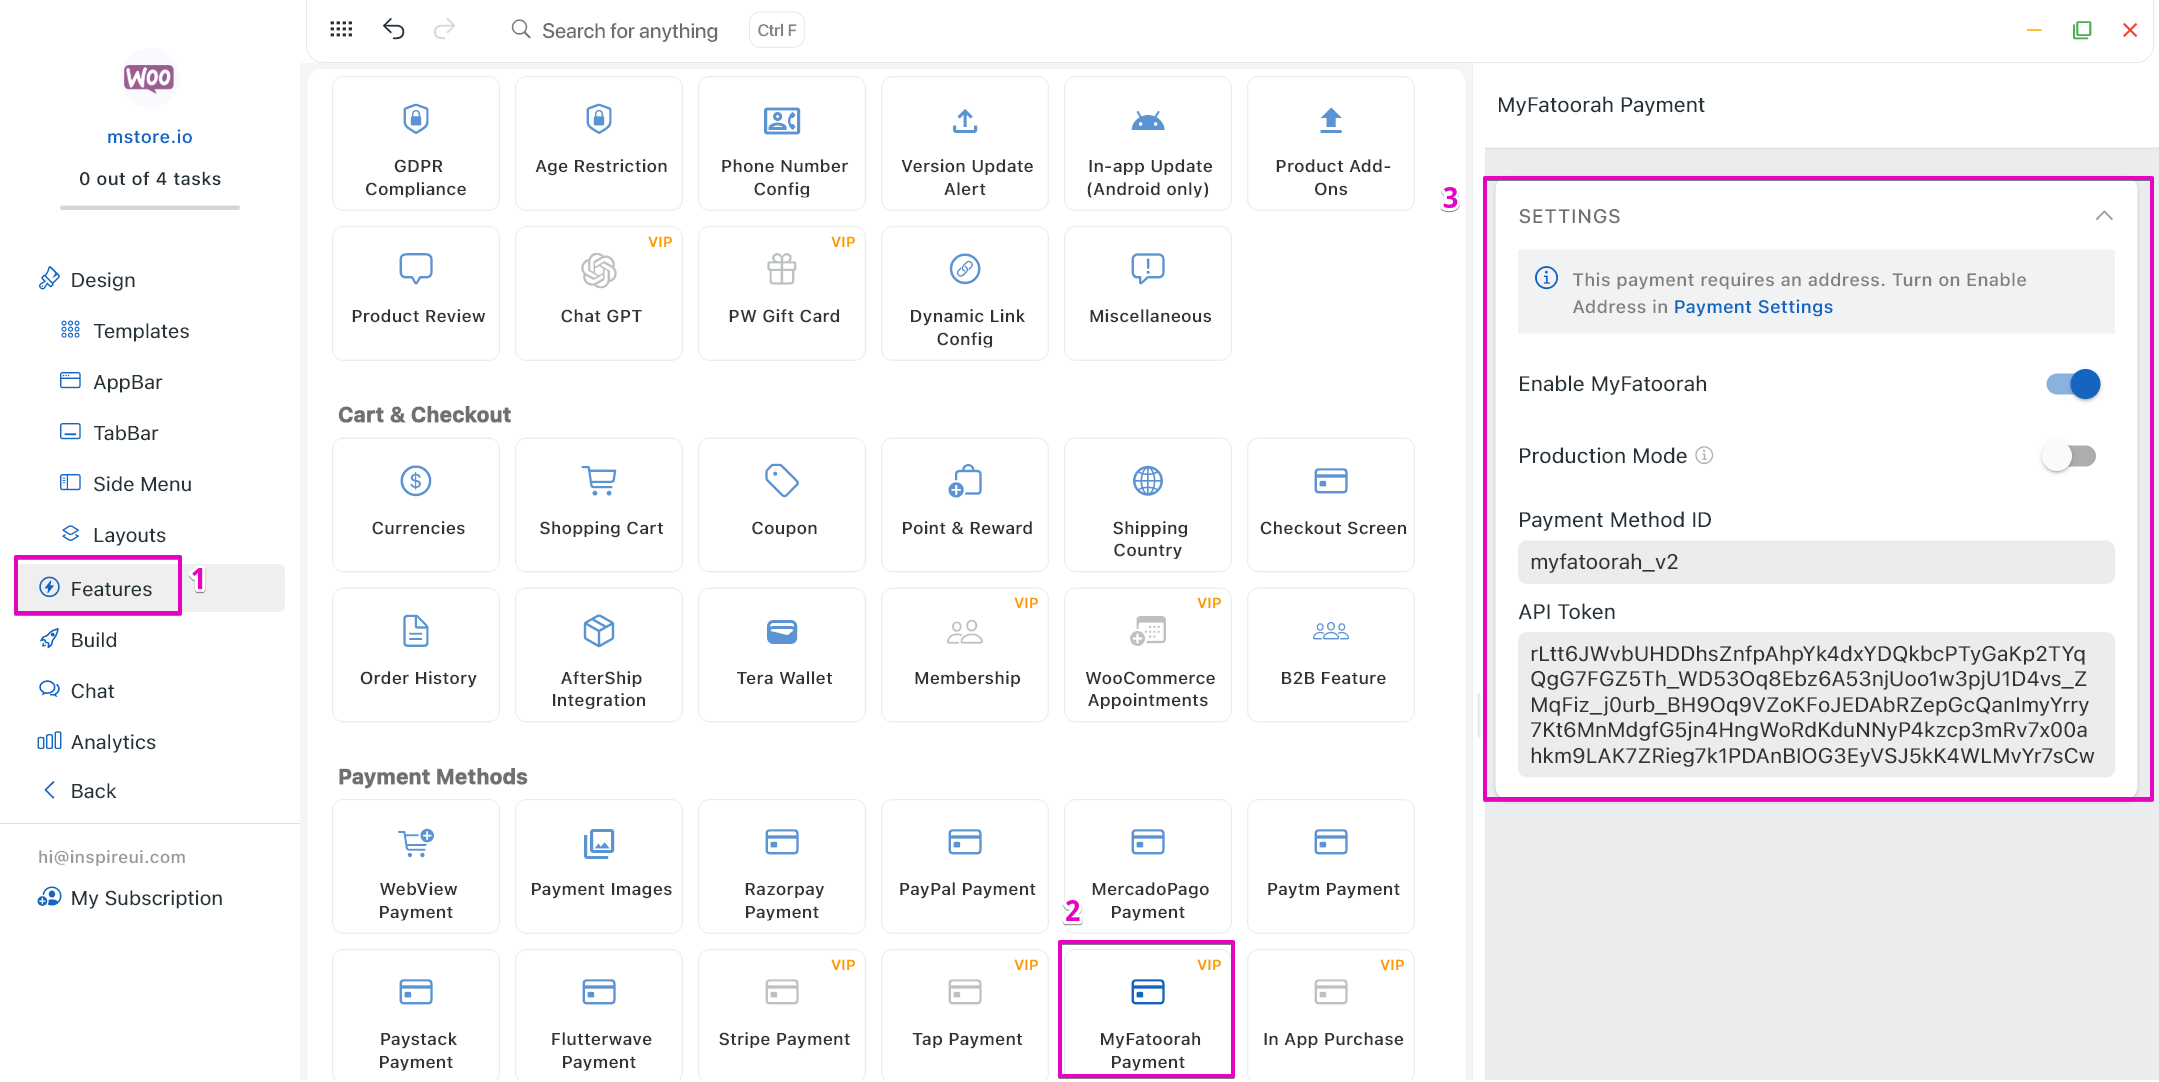 Search for anything
Ctrl F
WOO
mstore.io
0 out of 4 tasks
Design
Templates
AppBar
TabBar
Side Menu
Layouts
Features
1
Build
Chat
Analytics
Back
hi@inspireui.com
My Subscription
GDPR
Compliance
Age Restriction
Phone Number
Config
Version Update
Alert
In-app Update
(Android only)
Product Add-
Ons
Product Review
VIP
Chat GPT
VIP
PW Gift Card
Dynamic Link
Config
Miscellaneous
Cart & Checkout
Currencies
Shopping Cart
Coupon
Point & Reward
Shipping
Country
Checkout Screen
Order History
AfterShip
Integration
Tera Wallet
VIP
Membership
VIP
WooCommerce
Appointments
B2B Feature
Payment Methods
WebView
Payment
Payment Images
Razorpay
Payment
PayPal Payment
MercadoPago
Payment
Paytm Payment
2
Paystack
Payment
Flutterwave
Payment
VIP
Stripe Payment
VIP
Tap Payment
VIP
MyFatoorah
Payment
VIP
In App Purchase
MyFatoorah Payment
3
SETTINGS
This payment requires an address. Turn on Enable
Address in Payment Settings
Enable MyFatoorah
Production Mode
Payment Method ID
myfatoorah_v2
API Token
rLtt6JWvbUHDDhsZnfpAhpYk4dxYDQkbcPTyGaKp2TYq
QgG7FGZ5Th_WD53Oq8Ebz6A53njUoo1w3pjU1D4vs_Z
MqFiz_j0urb_BH9Oq9VZoKFoJEDAbRZepGcQanImyYrry
7Kt6MnMdgfG5jn4HngWoRdKduNNyP4kzcp3mRv7x00a
hkm9LAK7ZRieg7k1PDAnBIOG3EyVSJ5kK4WLMvYr7sCw